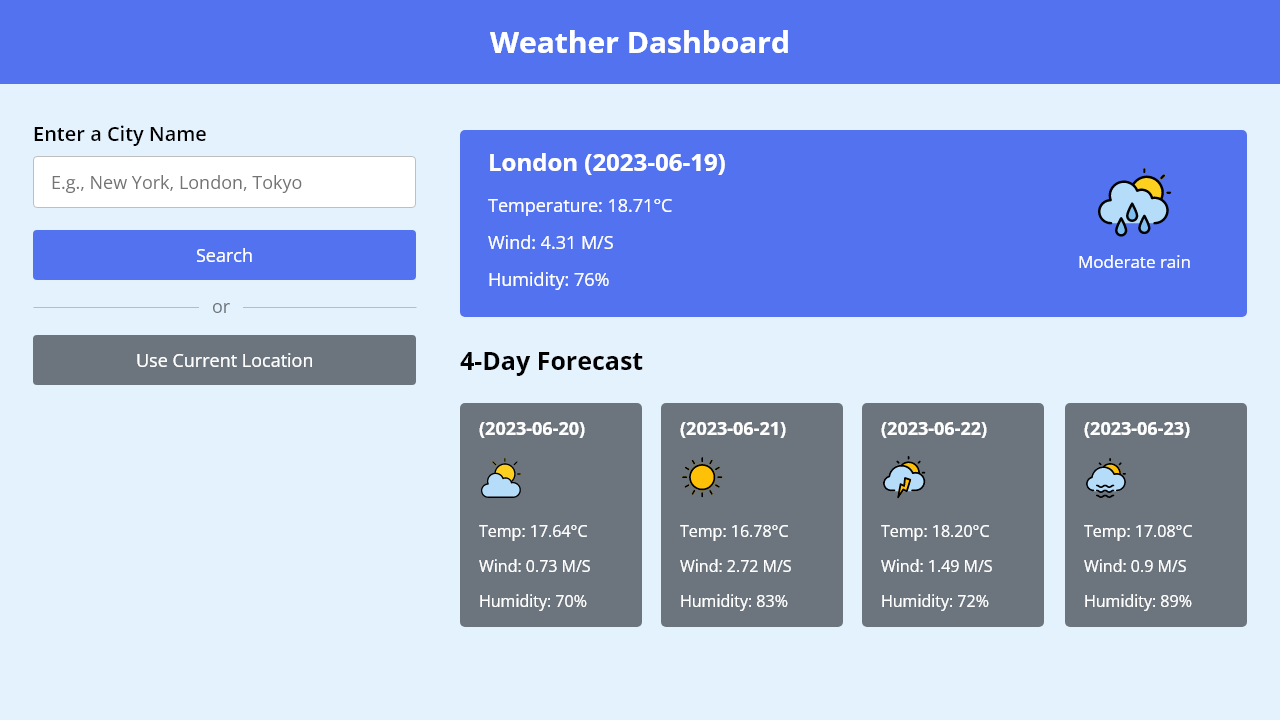 Weather Dashboard
Enter a City Name
E.g., New York, London, Tokyo
Search
or
Use Current Location
London (2023-06-19)
Temperature: 18.71°C
Wind: 4.31 M/S
Humidity: 76%
Moderate rain
4-Day Forecast
(2023-06-20)
Temp: 17.64°C
Wind: 0.73 M/S
Humidity: 70%
(2023-06-21)
Temp: 16.78°C
Wind: 2.72 M/S
Humidity: 83%
(2023-06-22)
Temp: 18.20°C
Wind: 1.49 M/S
Humidity: 72%
(2023-06-23)
Temp: 17.08°C
Wind: 0.9 M/S
Humidity: 89%